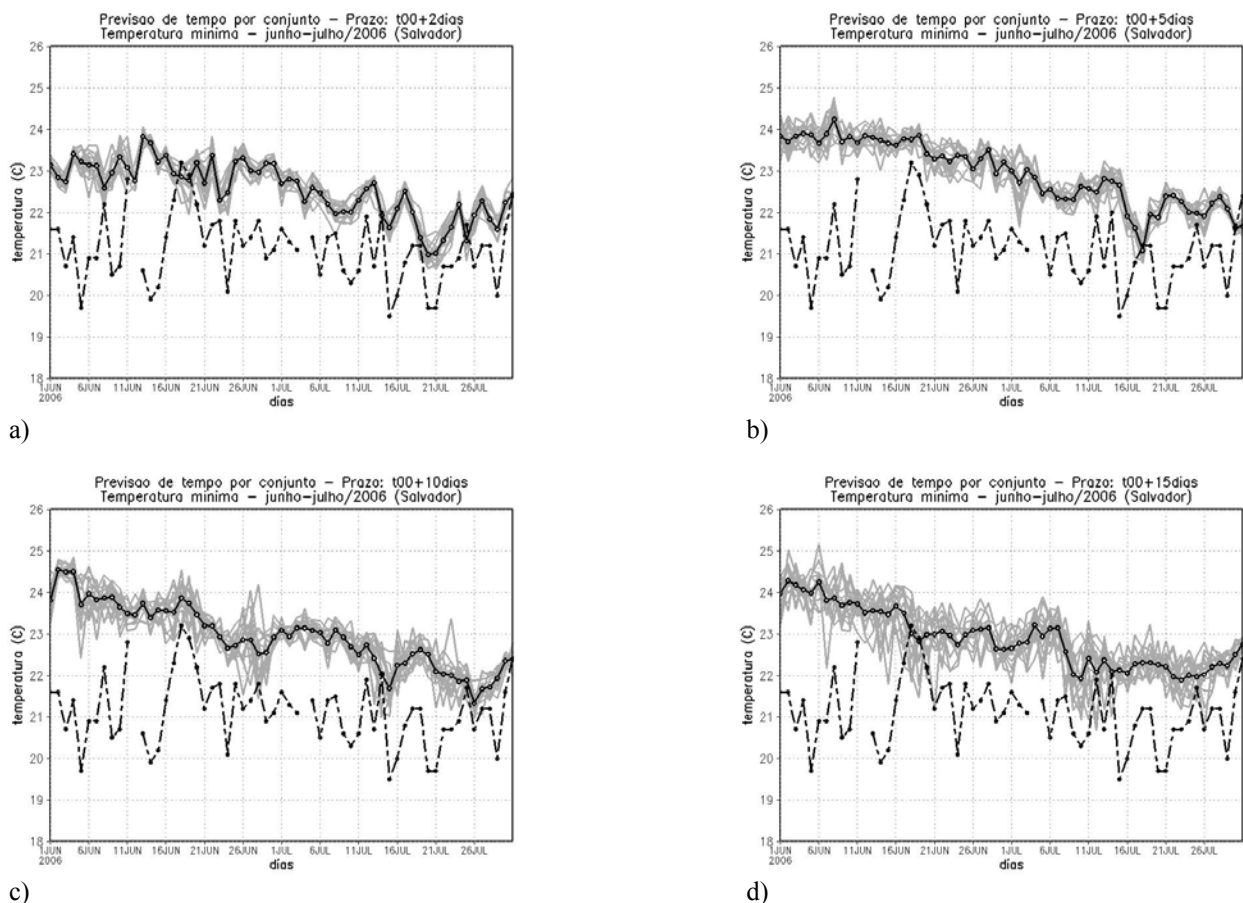 Previsao de tempo por conjunto – Prazo: t00+2dias
Temperatura minima – junho–julho/2006 (Salvador)
26
25
24
23
22
21
20
19
18
temperatura (C)
1JUN 6JUN 11JUN 16JUN 21JUN 26JUN 1JUL 6JUL 11JUL 16JUL 21JUL 26JUL
2006
dias
a)
Previsao de tempo por conjunto – Prazo: t00+5dias
Temperatura minima – junho–julho/2006 (Salvador)
26
25
24
23
22
21
20
19
18
temperatura (C)
1JUN 6JUN 11JUN 16JUN 21JUN 26JUN 1JUL 6JUL 11JUL 16JUL 21JUL 26JUL
2006
dias
b)
Previsao de tempo por conjunto – Prazo: t00+10dias
Temperatura minima – junho–julho/2006 (Salvador)
26
25
24
23
22
21
20
19
18
temperatura (C)
1JUN 6JUN 11JUN 16JUN 21JUN 26JUN 1JUL 6JUL 11JUL 16JUL 21JUL 26JUL
2006
dias
c)
Previsao de tempo por conjunto – Prazo: t00+15dias
Temperatura minima – junho–julho/2006 (Salvador)
26
25
24
23
22
21
20
19
18
temperatura (C)
1JUN 6JUN 11JUN 16JUN 21JUN 26JUN 1JUL 6JUL 11JUL 16JUL 21JUL 26JUL
2006
dias
d)